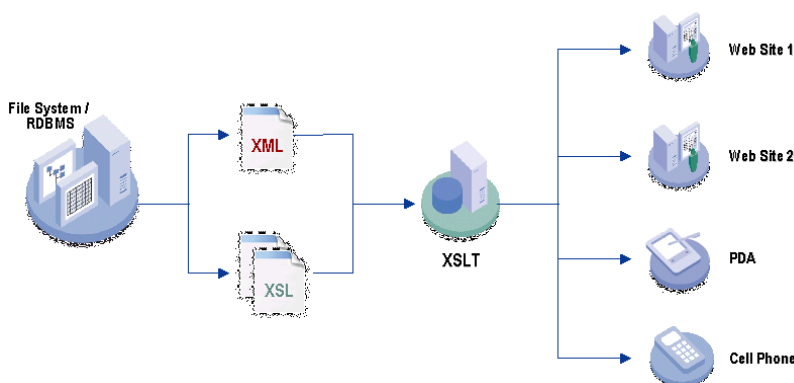 File System /
RDBMS
XML
XSL
XSLT
Web Site 1
Web Site 2
PDA
Cell Phone